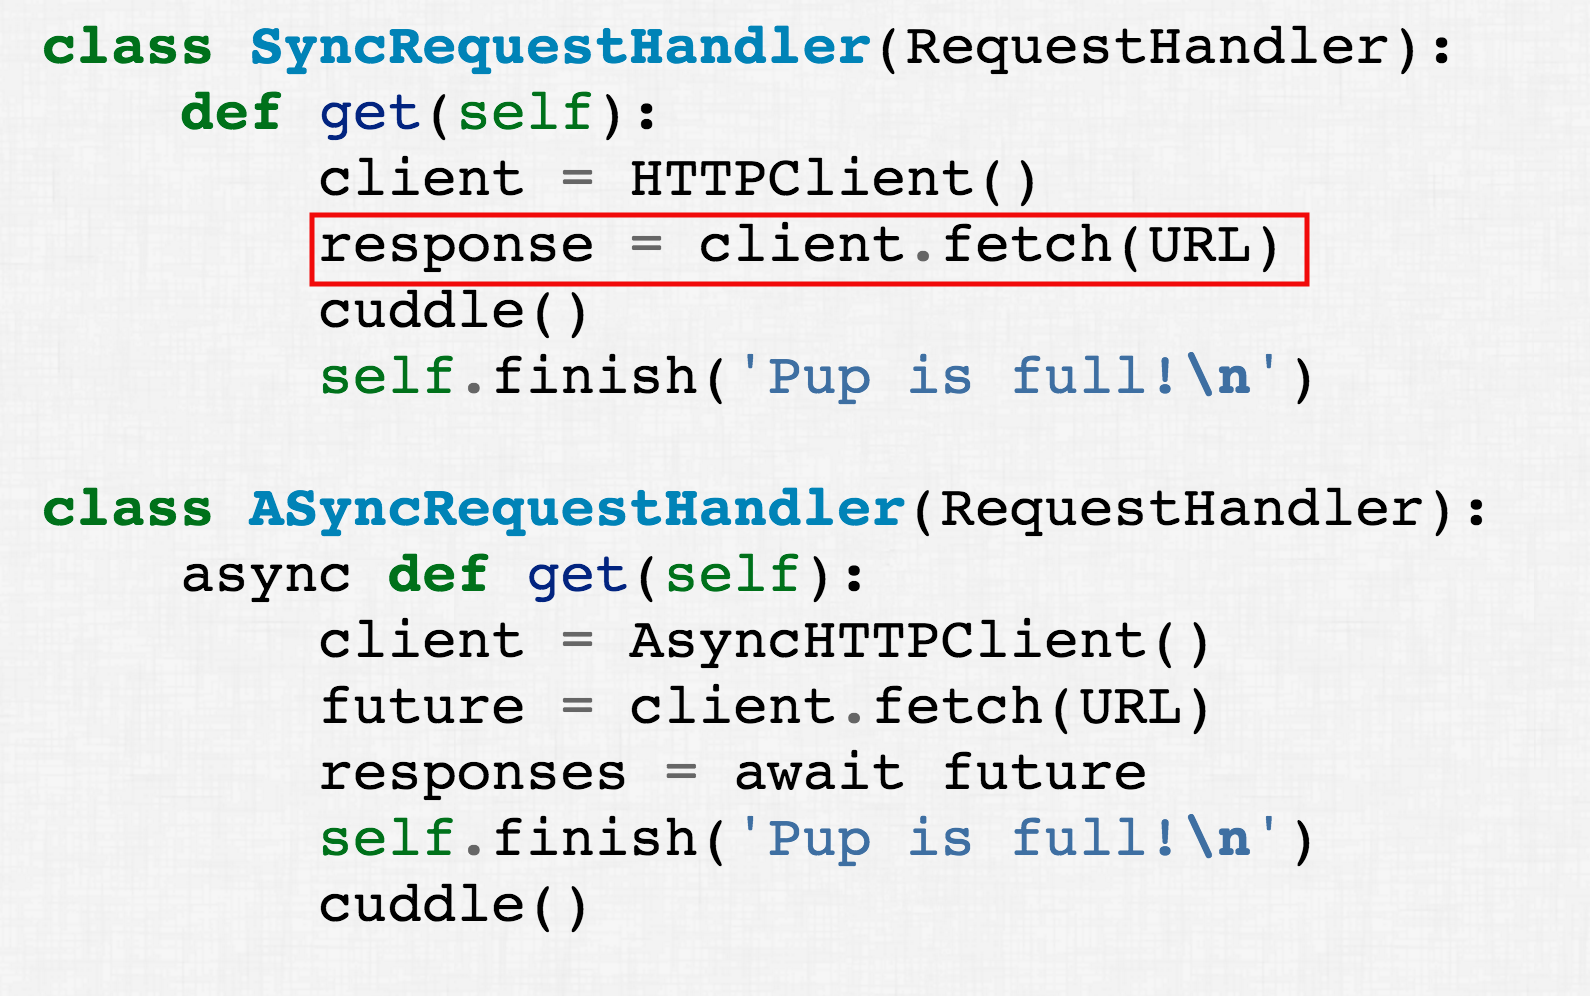 class SyncRequestHandler(RequestHandler):
    def get(self):
        client = HTTPClient()
        response = client.fetch(URL)
        cuddle()
        self.finish('Pup is full!\n')
class ASyncRequestHandler(RequestHandler):
    async def get(self):
        client = AsyncHTTPClient()
        future = client.fetch(URL)
        responses = await future
        self.finish('Pup is full!\n')
        cuddle()